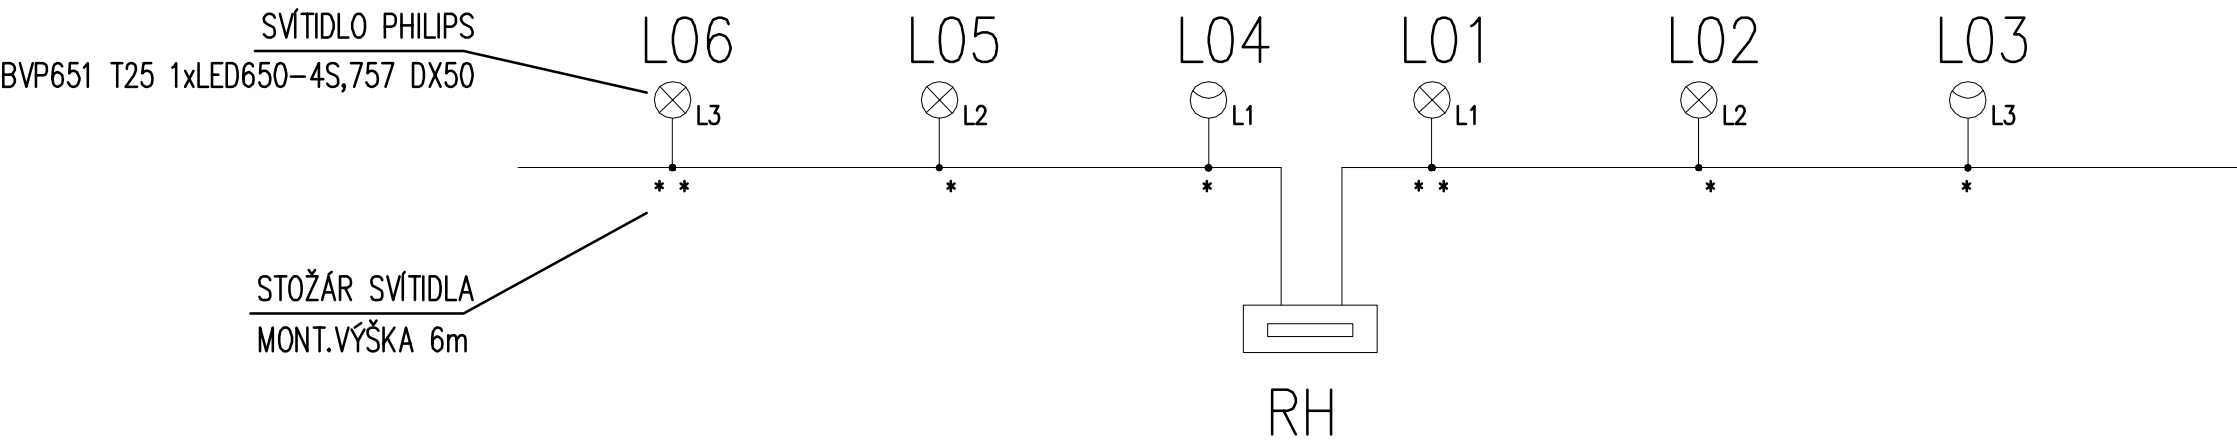 SVÍTIDLO PHILIPS
BVP651 T25 1xLED650-4S,757 DX50
L06 L05 L04 L01 L02 L03
L3 L2 L1 L1 L2 L3
* * * * * * * *
STOŽÁR SVÍTIDLA
MONT.VÝŠKA 6m
RH